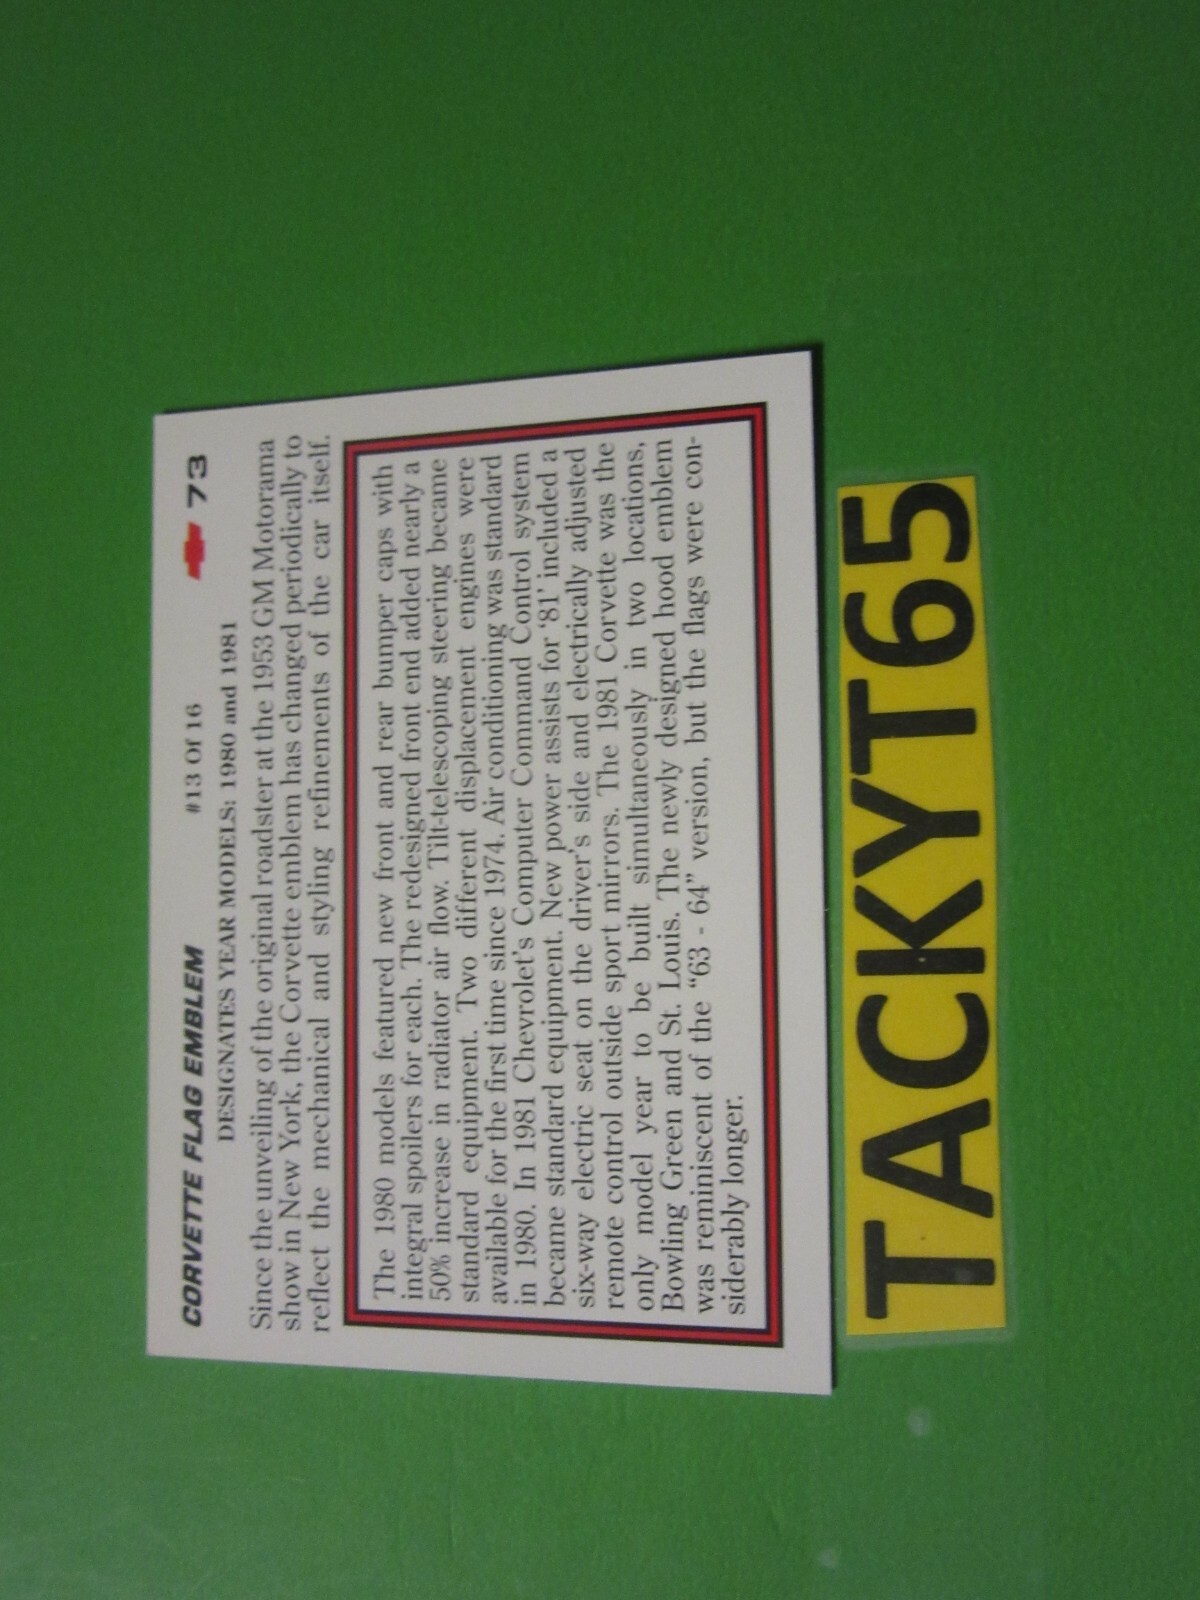 CORVETTE FLAG EMBLEM #13 Of 16 73
DESIGNATES YEAR MODELS: 1980 and 1981
Since the unveiling of the original roadster at the 1953 GM Motorama
show in New York, the Corvette emblem has changed periodically to
reflect the mechanical and styling refinements of the car itself.
The 1980 models featured new front and rear bumper caps with
integral spoilers for each. The redesigned front end added nearly a
50% increase in radiator air flow. Tilt-telescoping steering became
standard equipment. Two different displacement engines were
available for the first time since 1974. Air conditioning was standard
in 1980. In 1981 Chevrolet's Computer Command Control system
became standard equipment. New power assists for '81' included a
six-way electric seat on the driver's side and electrically adjusted
remote control outside sport mirrors. The 1981 Corvette was the
only model year to be built simultaneously in two locations,
Bowling Green and St. Louis. The newly designed hood emblem
was reminiscent of the "63 - 64" version, but the flags were con-
siderably longer.
TACKYT65